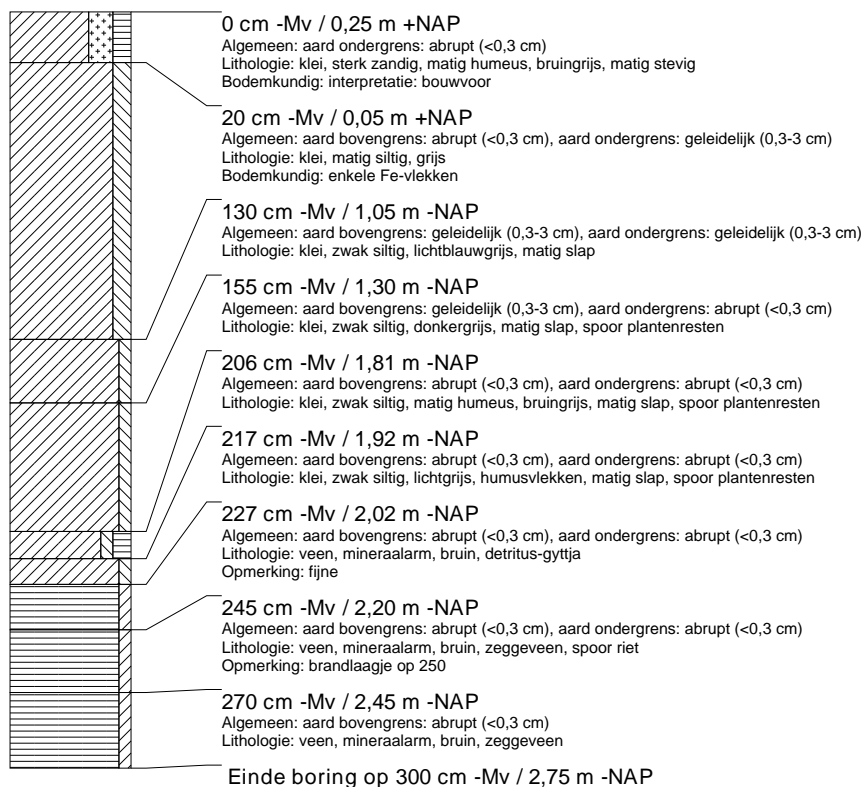 0 cm -Mv / 0,25 m +NAP
Algemeen: aard ondergrens: abrupt (<0,3 cm)
Lithologie: klei, sterk zandig, matig humeus, bruingrijs, matig stevig
Bodemkundig: interpretatie: bouwvoor
20 cm -Mv / 0,05 m +NAP
Algemeen: aard bovengrens: abrupt (<0,3 cm), aard ondergrens: geleidelijk (0,3-3 cm)
Lithologie: klei, matig siltig, grijs
Bodemkundig: enkele Fe-vlekken
130 cm -Mv / 1,05 m -NAP
Algemeen: aard bovengrens: geleidelijk (0,3-3 cm), aard ondergrens: geleidelijk (0,3-3 cm)
Lithologie: klei, zwak siltig, lichtblauwgrijs, matig slap
155 cm -Mv / 1,30 m -NAP
Algemeen: aard bovengrens: geleidelijk (0,3-3 cm), aard ondergrens: abrupt (<0,3 cm)
Lithologie: klei, zwak siltig, donkergrijs, matig slap, spoor plantenresten
206 cm -Mv / 1,81 m -NAP
Algemeen: aard bovengrens: abrupt (<0,3 cm), aard ondergrens: abrupt (<0,3 cm)
Lithologie: klei, zwak siltig, matig humeus, bruingrijs, matig slap, spoor plantenresten
217 cm -Mv / 1,92 m -NAP
Algemeen: aard bovengrens: abrupt (<0,3 cm), aard ondergrens: abrupt (<0,3 cm)
Lithologie: klei, zwak siltig, lichtgrijs, humusvlekken, matig slap, spoor plantenresten
227 cm -Mv / 2,02 m -NAP
Algemeen: aard bovengrens: abrupt (<0,3 cm), aard ondergrens: abrupt (<0,3 cm)
Lithologie: veen, mineraalarm, bruin, detritus-gyttja
Opmerking: fijne
245 cm -Mv / 2,20 m -NAP
Algemeen: aard bovengrens: abrupt (<0,3 cm), aard ondergrens: abrupt (<0,3 cm)
Lithologie: veen, mineraalarm, bruin, zeggeveen, spoor riet
Opmerking: brandlaagje op 250
270 cm -Mv / 2,45 m -NAP
Algemeen: aard bovengrens: abrupt (<0,3 cm)
Lithologie: veen, mineraalarm, bruin, zeggeveen
Einde boring op 300 cm -Mv / 2,75 m -NAP